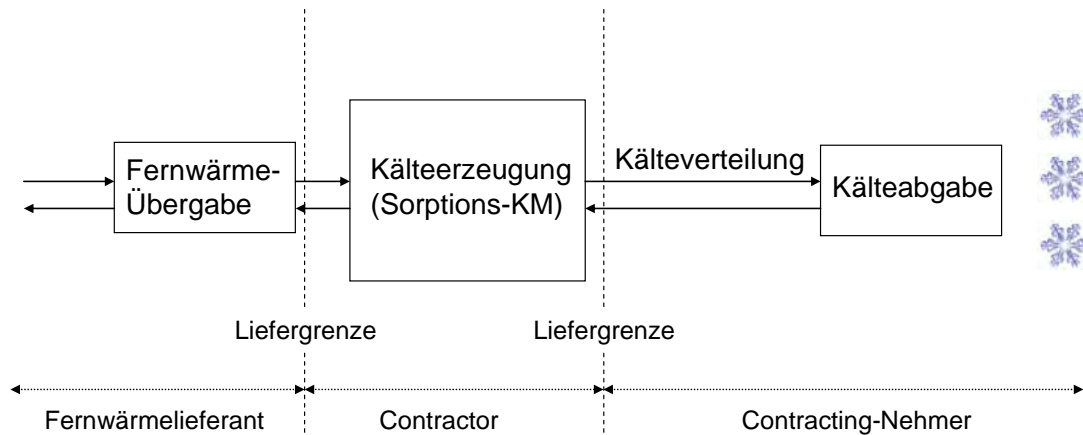 Fernwärme-
Übergabe
Kälteerzeugung
(Sorptions-KM)
Kälteverteilung
Kälteabgabe
Liefergrenze
Liefergrenze
Fernwärmelieferant
Contractor
Contracting-Nehmer